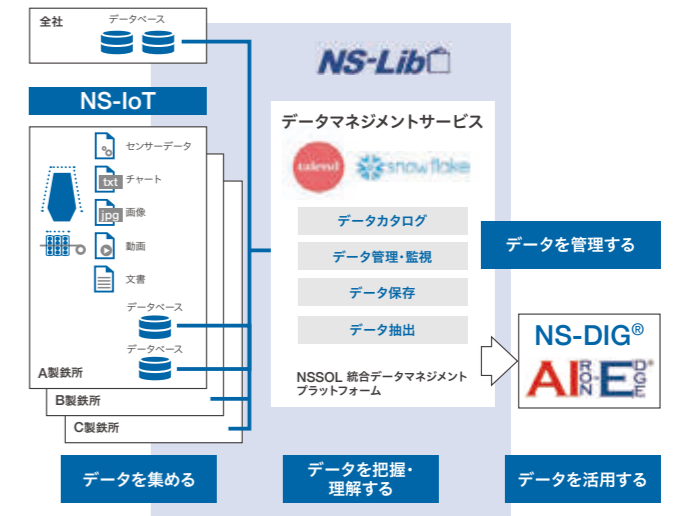 全社
データベース
NS-Lib
NS-IoT
センサーデータ
txt
チャート
jpg
画像
動画
文書
データベース
データベース
A製鉄所
B製鉄所
C製鉄所
データマネジメントサービス
talend
snowflake
データカタログ
データ管理・監視
データ保存
データ抽出
NSSOL 統合データマネジメント
プラットフォーム
データを管理する
NS-DIG®
AIRON-EDGE®
データを集める
データを把握・
理解する
データを活用する